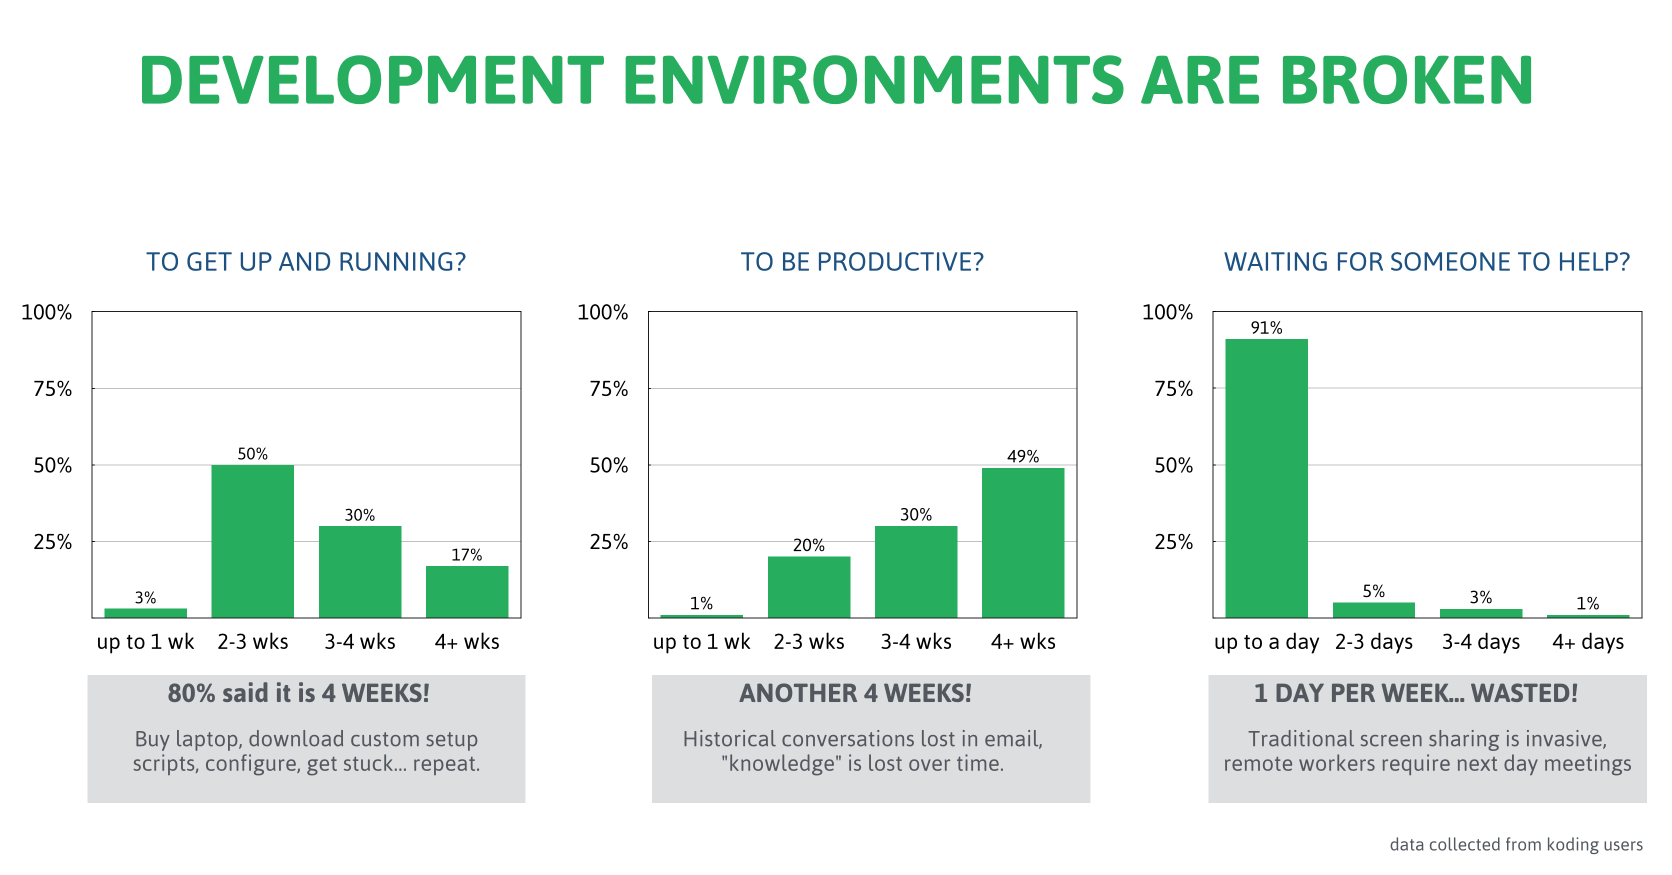 DEVELOPMENT ENVIRONMENTS ARE BROKEN
TO GET UP AND RUNNING?
100%
75%
50%
25%
3%
50%
30%
17%
up to 1 wk 2-3 wks 3-4 wks 4+ wks
80% said it is 4 WEEKS!
Buy laptop, download custom setup
scripts, configure, get stuck... repeat.
TO BE PRODUCTIVE?
100%
75%
50%
25%
1%
20%
30%
49%
up to 1 wk 2-3 wks 3-4 wks 4+ wks
ANOTHER 4 WEEKS!
Historical conversations lost in email,
"knowledge" is lost over time.
WAITING FOR SOMEONE TO HELP?
100%
75%
50%
25%
91%
5%
3%
1%
up to a day 2-3 days 3-4 days 4+ days
1 DAY PER WEEK... WASTED!
Traditional screen sharing is invasive,
remote workers require next day meetings
data collected from koding users